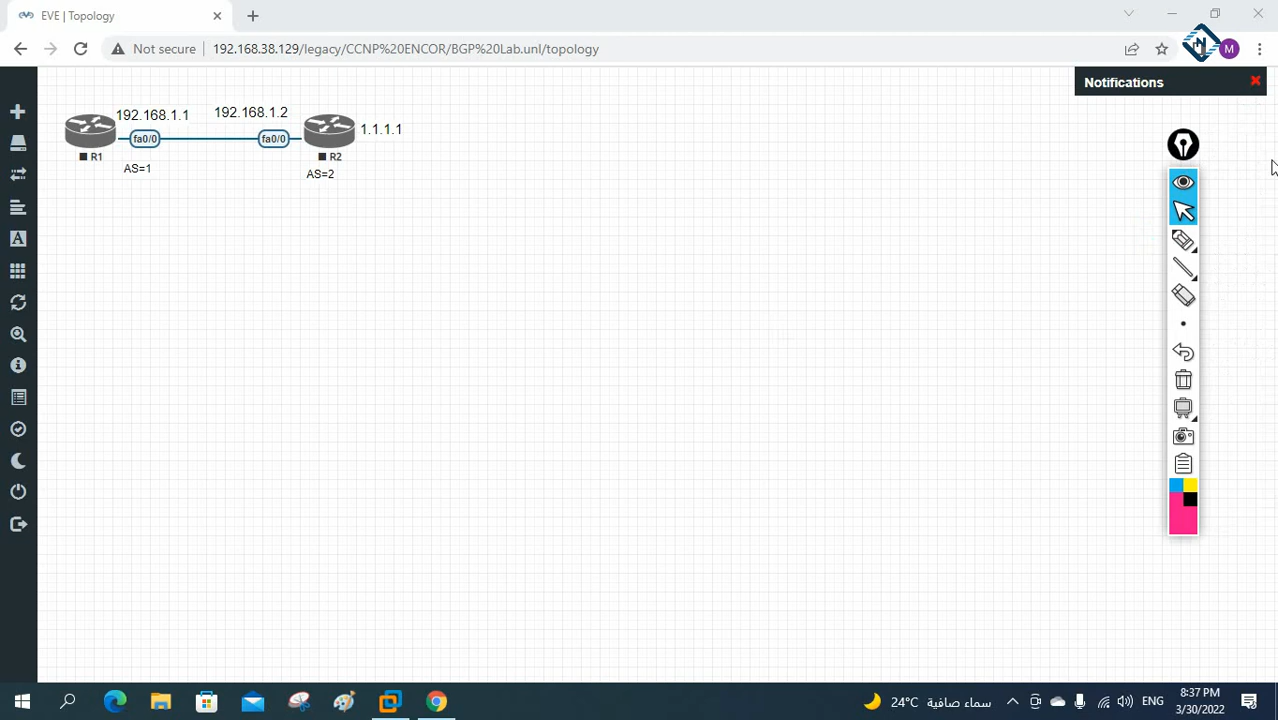 EVE | Topology
Not secure
192.168.38.129/legacy/CCNP%20ENCOR/BGP%20Lab.unl/topology
M
Notifications
192.168.1.1
192.168.1.2
1.1.1.1
fa0/0
fa0/0
R1
R2
AS=1
AS=2
A
24°C
سماء صافية
ENG
8:37 PM
3/30/2022